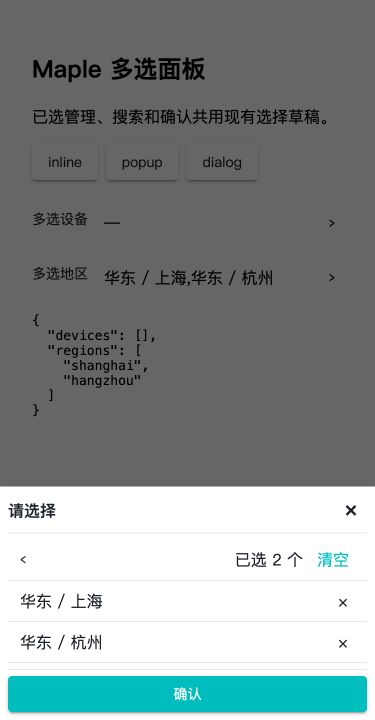 Maple 多选面板
已选管理、搜索和确认共用现有选择草稿。
inline popup dialog
多选设备 — >
多选地区 华东 / 上海,华东 / 杭州 >
{
  "devices": [],
  "regions": [
    "shanghai",
    "hangzhou"
  ]
}
请选择 ×
< 已选 2 个 清空
华东 / 上海 ×
华东 / 杭州 ×
确认